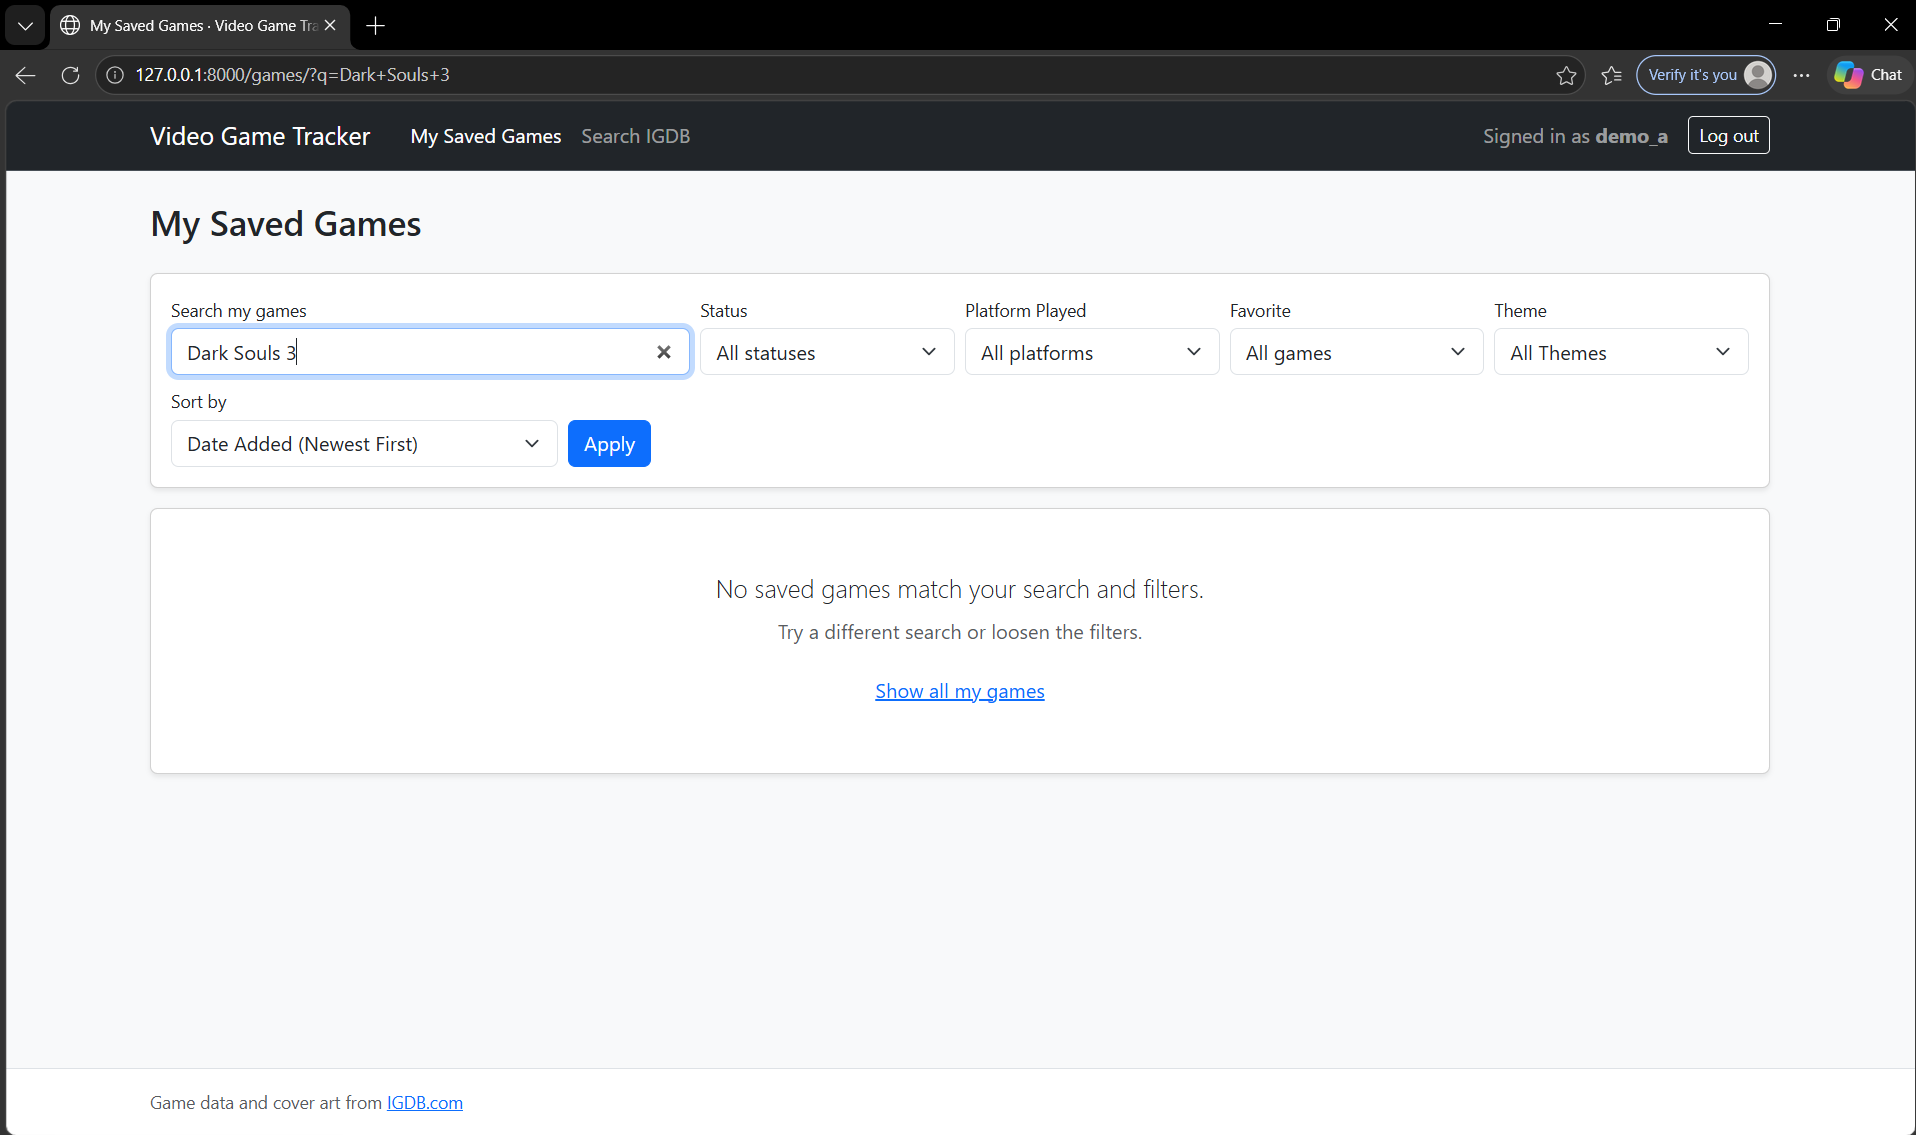 My Saved Games · Video Game Tra
127.0.0.1:8000/games/?q=Dark+Souls+3
Verify it's you
Chat
Video Game Tracker
My Saved Games
Search IGDB
Signed in as demo_a
Log out
My Saved Games
Search my games
Status
Platform Played
Favorite
Theme
Dark Souls 3
All statuses
All platforms
All games
All Themes
Sort by
Date Added (Newest First)
Apply
No saved games match your search and filters.
Try a different search or loosen the filters.
Show all my games
Game data and cover art from IGDB.com